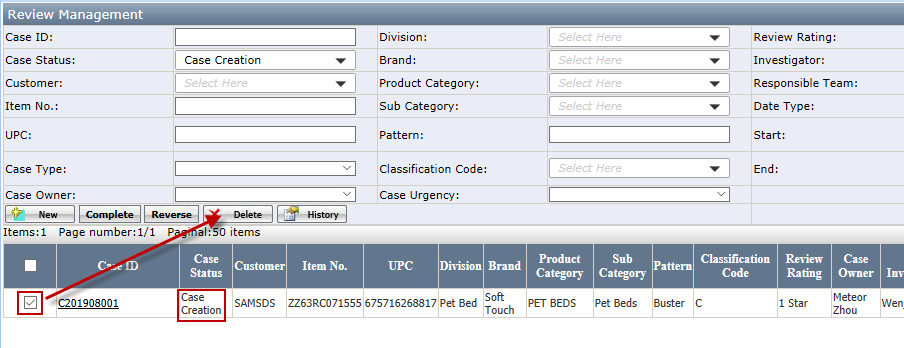 Review Management
Case ID: Division: Select Here Review Rating:
Case Status: Case Creation Brand: Select Here Investigator:
Customer: Select Here Product Category: Select Here Responsible Team:
Item No.: Sub Category: Select Here Date Type:
UPC: Pattern: Start:
Case Type: Classification Code: Select Here End:
Case Owner: Case Urgency:
New Complete Reverse Delete History
Items:1 Page number:1/1 Paginal:50 items
Case ID Case Status Customer Item No. UPC Division Brand Product Category Sub Category Pattern Classification Code Review Rating Case Owner
C201908001 Case Creation SAMSDS ZZ63RC071555 675716268817 Pet Bed Soft Touch PET BEDS Pet Beds Buster C 1 Star Meteor Zhou